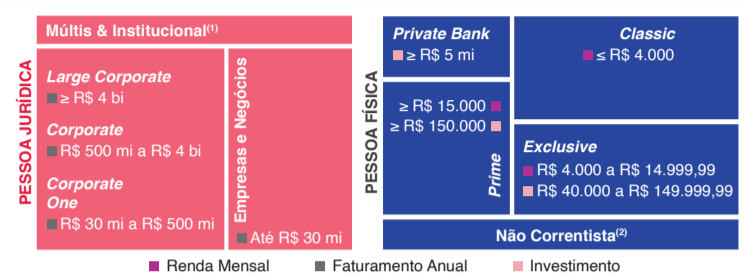 PESSOA JURÍDICA
Múltis & Institucional(1)
Large Corporate
≥ R$ 4 bi
Corporate
R$ 500 mi a R$ 4 bi
Corporate
One
R$ 30 mi a R$ 500 mi
Empresas e Negócios
Até R$ 30 mi
PESSOA FÍSICA
Private Bank
≥ R$ 5 mi
Classic
≤ R$ 4.000
≥ R$ 15.000
≥ R$ 150.000
Prime
Exclusive
R$ 4.000 a R$ 14.999,99
R$ 40.000 a R$ 149.999,99
Não Correntista(2)
Renda Mensal
Faturamento Anual
Investimento